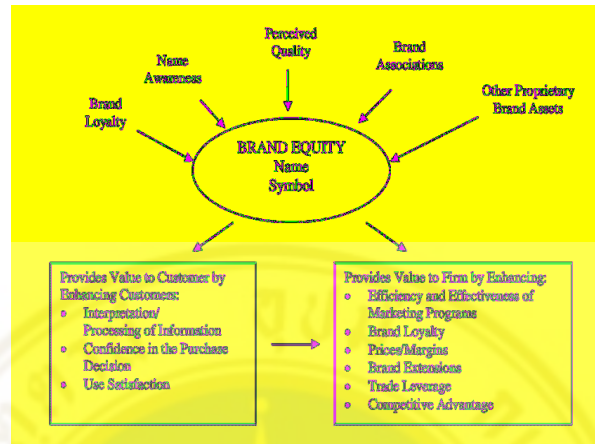 Perceived
Quality
Brand
Associations
Name
Awareness
Other Proprietary
Brand Assets
Brand
Loyalty
BRAND EQUITY
Name
Symbol
Provides Value to Customer by
Enhancing Customers:
• Interpretation/
Processing of Information
• Confidence in the Purchase
Decision
• Use Satisfaction
Provides Value to Firm by Enhancing:
• Efficiency and Effectiveness of
Marketing Programs
• Brand Loyalty
• Prices/Margins
• Brand Extensions
• Trade Leverage
• Competitive Advantage